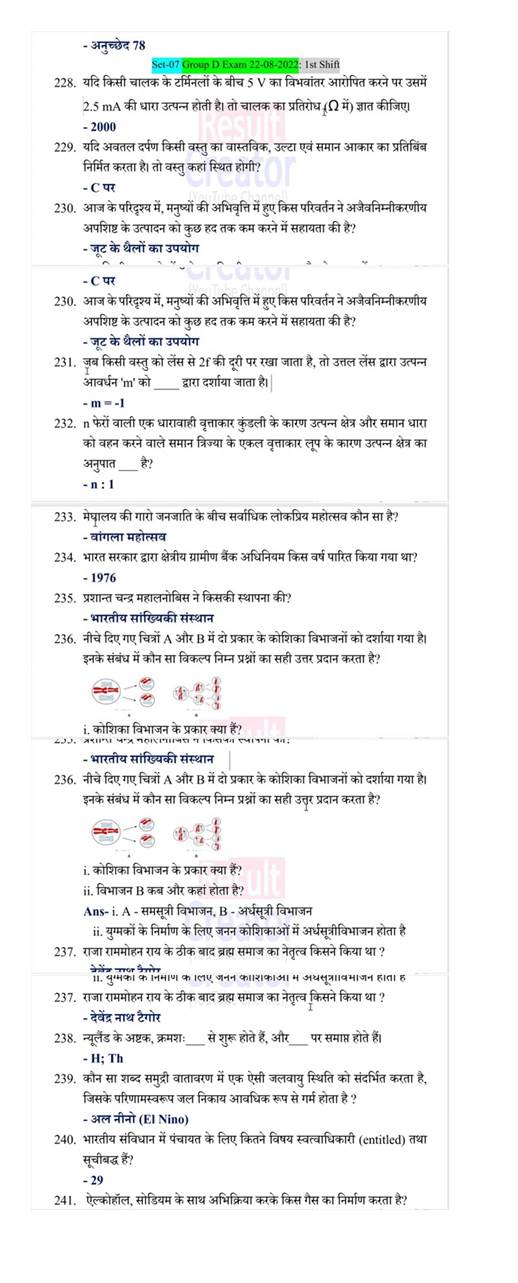 - अनुच्छेद 78
Set-07 Group D Exam 22-08-2022: 1st Shift
228. यदि किसी चालक के टर्मिनलों के बीच 5 V का विभवांतर आरोपित करने पर उसमें
2.5 mA की धारा उत्पन्न होती है। तो चालक का प्रतिरोध (Ω में) ज्ञात कीजिए।
- 2000
229. यदि अवतल दर्पण किसी वस्तु का वास्तविक, उल्टा एवं समान आकार का प्रतिबिंब
निर्मित करता है। तो वस्तु कहां स्थित होगी?
- C पर
230. आज के परिदृश्य में, मनुष्यों की अभिवृत्ति में हुए किस परिवर्तन ने अजैवनिम्नीकरणीय
अपशिष्ट के उत्पादन को कुछ हद तक कम करने में सहायता की है?
- जूट के थैलों का उपयोग
- C पर
230. आज के परिदृश्य में, मनुष्यों की अभिवृत्ति में हुए किस परिवर्तन ने अजैवनिम्नीकरणीय
अपशिष्ट के उत्पादन को कुछ हद तक कम करने में सहायता की है?
- जूट के थैलों का उपयोग
231. जब किसी वस्तु को लेंस से 2f की दूरी पर रखा जाता है, तो उत्तल लेंस द्वारा उत्पन्न
आवर्धन 'm' को ____ द्वारा दर्शाया जाता है।
- m = -1
232. n फेरों वाली एक धारावाही वृत्ताकार कुंडली के कारण उत्पन्न क्षेत्र और समान धारा
को वहन करने वाले समान त्रिज्या के एकल वृत्ताकार लूप के कारण उत्पन्न क्षेत्र का
अनुपात ___ है?
- n : 1
233. मेघालय की गारो जनजाति के बीच सर्वाधिक लोकप्रिय महोत्सव कौन सा है?
- वांगला महोत्सव
234. भारत सरकार द्वारा क्षेत्रीय ग्रामीण बैंक अधिनियम किस वर्ष पारित किया गया था?
- 1976
235. प्रशान्त चन्द्र महालनोबिस ने किसकी स्थापना की?
- भारतीय सांख्यिकी संस्थान
236. नीचे दिए गए चित्रों A और B में दो प्रकार के कोशिका विभाजनों को दर्शाया गया है।
इनके संबंध में कौन सा विकल्प निम्न प्रश्नों का सही उत्तर प्रदान करता है?
i. कोशिका विभाजन के प्रकार क्या हैं?
- भारतीय सांख्यिकी संस्थान
236. नीचे दिए गए चित्रों A और B में दो प्रकार के कोशिका विभाजनों को दर्शाया गया है।
इनके संबंध में कौन सा विकल्प निम्न प्रश्नों का सही उत्तर प्रदान करता है?
i. कोशिका विभाजन के प्रकार क्या हैं?
ii. विभाजन B कब और कहां होता है?
Ans- i. A - समसूत्री विभाजन, B - अर्धसूत्री विभाजन
ii. युग्मकों के निर्माण के लिए जनन कोशिकाओं में अर्धसूत्रीविभाजन होता है
237. राजा राममोहन राय के ठीक बाद ब्रह्म समाज का नेतृत्व किसने किया था ?
देवेंद्र नाथ टैगोर
ii. युग्मकों के निर्माण के लिए जनन कोशिकाओं में अर्धसूत्रीविभाजन होता है
237. राजा राममोहन राय के ठीक बाद ब्रह्म समाज का नेतृत्व किसने किया था ?
- देवेंद्र नाथ टैगोर
238. न्यूलैंड के अष्टक, क्रमशः___ से शुरू होते हैं, और____ पर समाप्त होते हैं।
- H; Th
239. कौन सा शब्द समुद्री वातावरण में एक ऐसी जलवायु स्थिति को संदर्भित करता है,
जिसके परिणामस्वरूप जल निकाय आवधिक रूप से गर्म होता है ?
- अल नीनो (El Nino)
240. भारतीय संविधान में पंचायत के लिए कितने विषय स्वत्वाधिकारी (entitled) तथा
सूचीबद्ध हैं?
- 29
241. ऐल्कोहॉल, सोडियम के साथ अभिक्रिया करके किस गैस का निर्माण करता है?